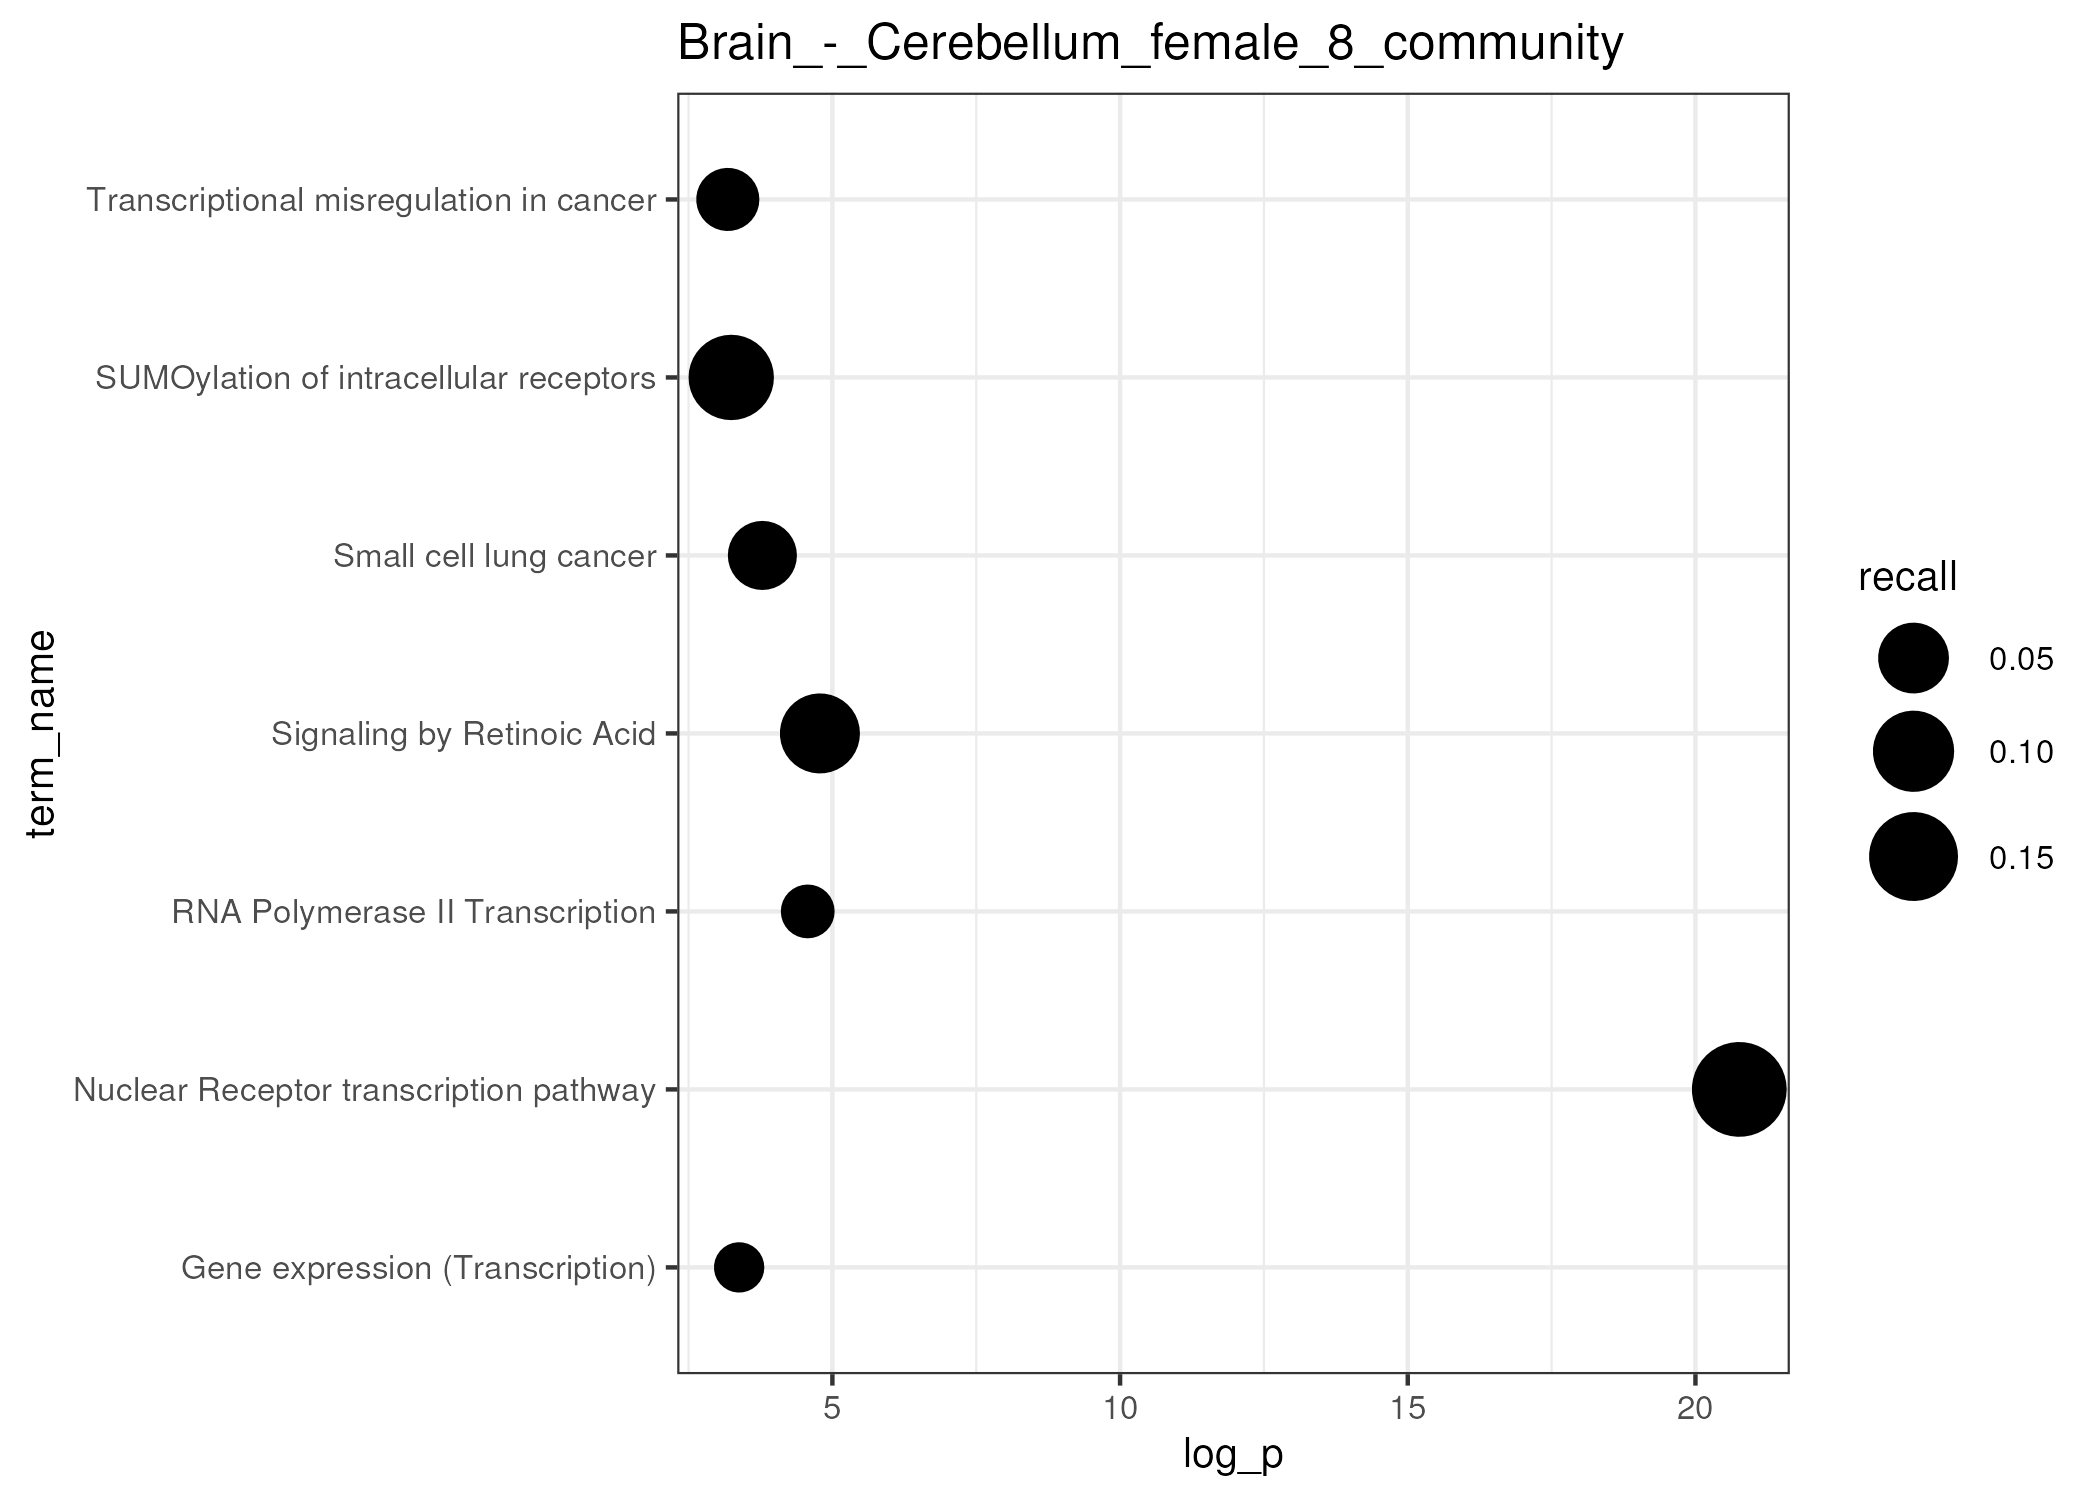 Brain_-_Cerebellum_female_8_community
Transcriptional misregulation in cancer
SUMOylation of intracellular receptors
Small cell lung cancer
Signaling by Retinoic Acid
RNA Polymerase II Transcription
Nuclear Receptor transcription pathway
Gene expression (Transcription)
term_name
5 10 15 20
log_p
recall
0.05
0.10
0.15